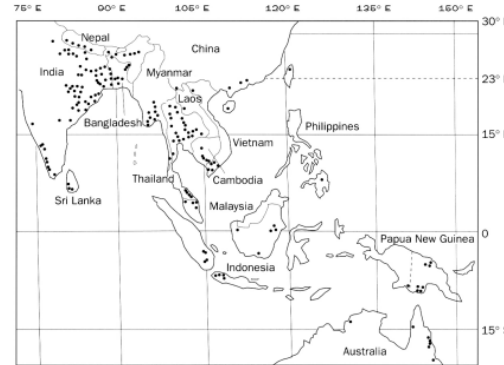 75° E 90° E 105° E 120° E 135° E 150° E
30°
Nepal
China
India
Myanmar
23°
Laos
Bangladesh
Philippines
15°
Vietnam
Thailand
Cambodia
Sri Lanka
Malaysia
0
Papua New Guinea
Indonesia
15°
Australia